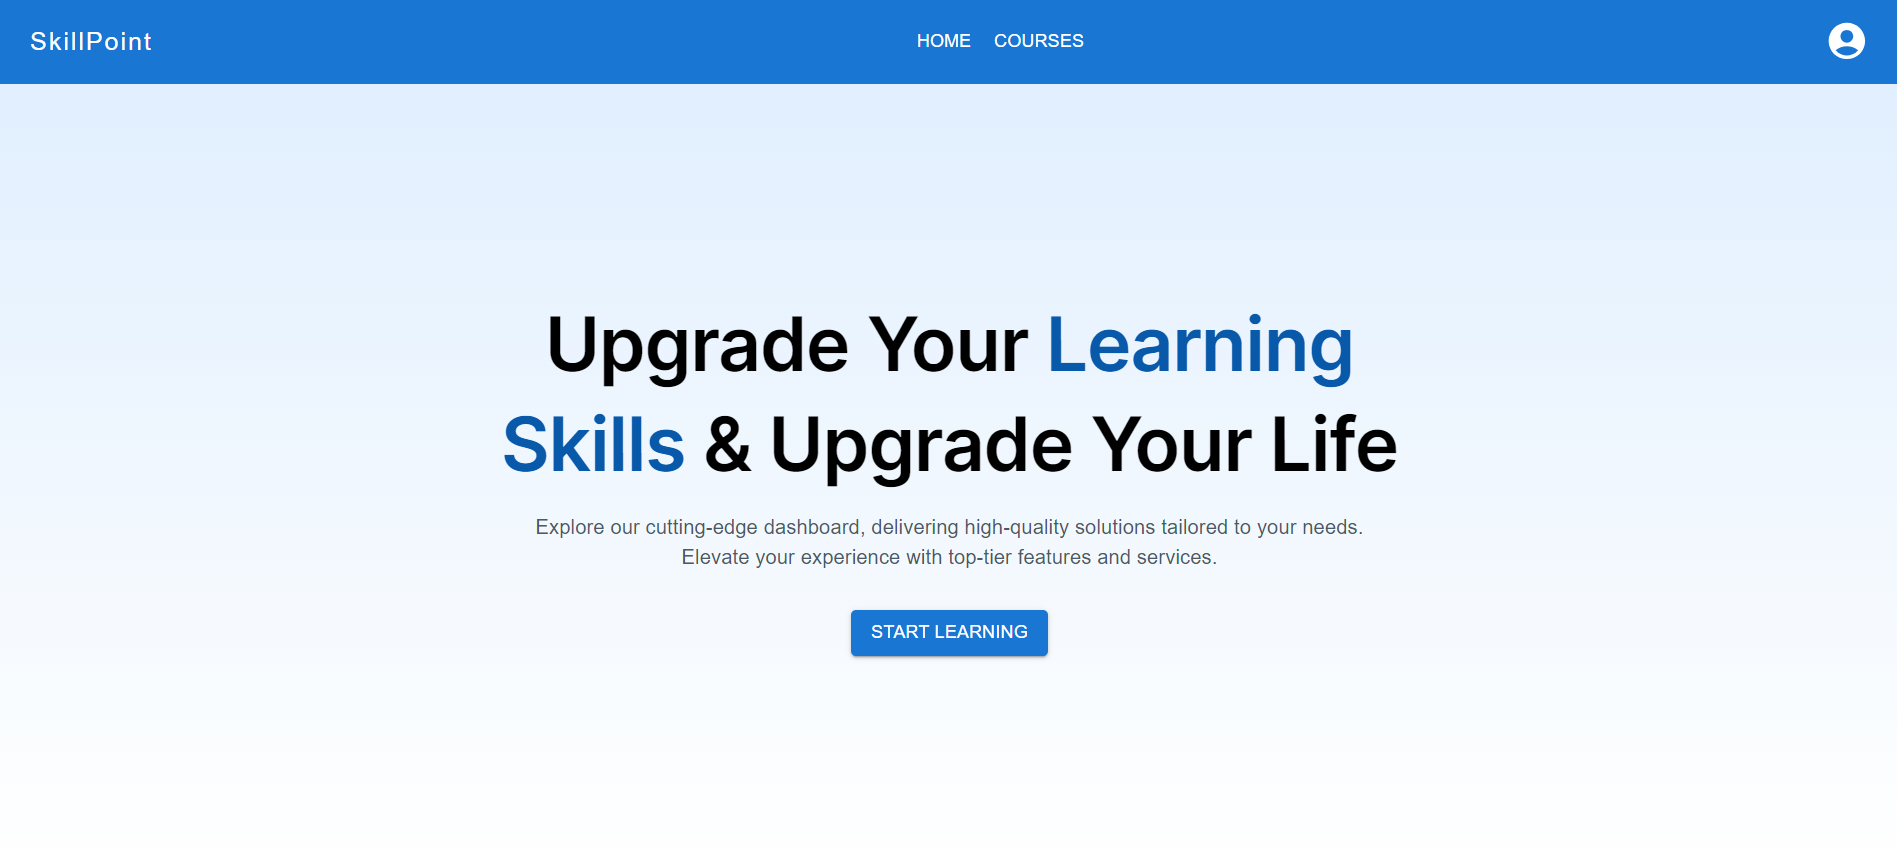 SkillPoint
HOME COURSES
Upgrade Your Learning
Skills & Upgrade Your Life
Explore our cutting-edge dashboard, delivering high-quality solutions tailored to your needs.
Elevate your experience with top-tier features and services.
START LEARNING